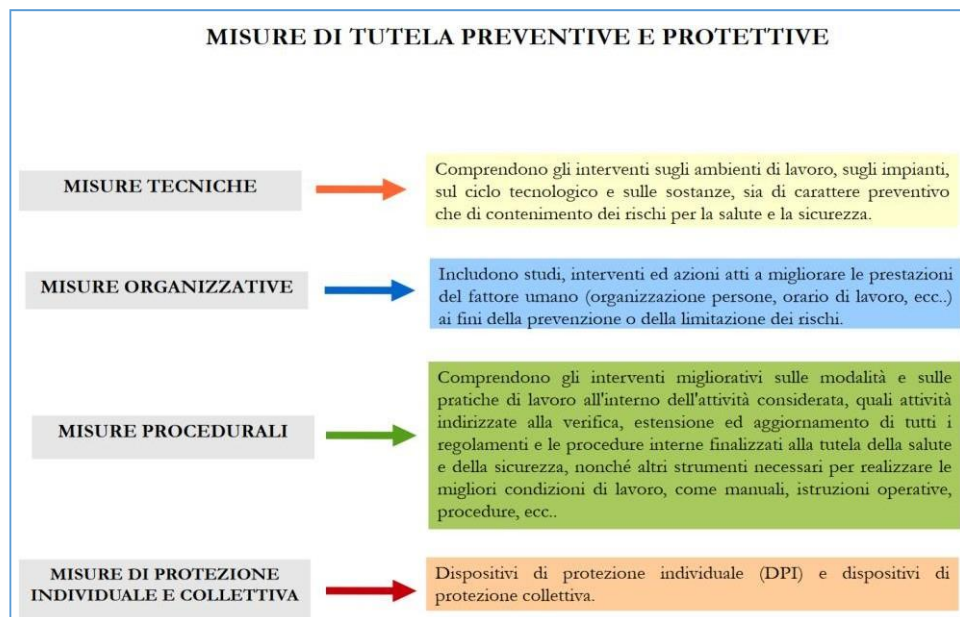 MISURE DI TUTELA PREVENTIVE E PROTETTIVE
MISURE TECNICHE
Comprendono gli interventi sugli ambienti di lavoro, sugli impianti,
sul ciclo tecnologico e sulle sostanze, sia di carattere preventivo
che di contenimento dei rischi per la salute e la sicurezza.
MISURE ORGANIZZATIVE
Includono studi, interventi ed azioni atti a migliorare le prestazioni
del fattore umano (organizzazione persone, orario di lavoro, ecc..)
ai fini della prevenzione o della limitazione dei rischi.
MISURE PROCEDURALI
Comprendono gli interventi migliorativi sulle modalità e sulle
pratiche di lavoro all'interno dell'attività considerata, quali attività
indirizzate alla verifica, estensione ed aggiornamento di tutti i
regolamenti e le procedure interne finalizzati alla tutela della salute
e della sicurezza, nonché altri strumenti necessari per realizzare le
migliori condizioni di lavoro, come manuali, istruzioni operative,
procedure, ecc..
MISURE DI PROTEZIONE
INDIVIDUALE E COLLETTIVA
Dispositivi di protezione individuale (DPI) e dispositivi di
protezione collettiva.